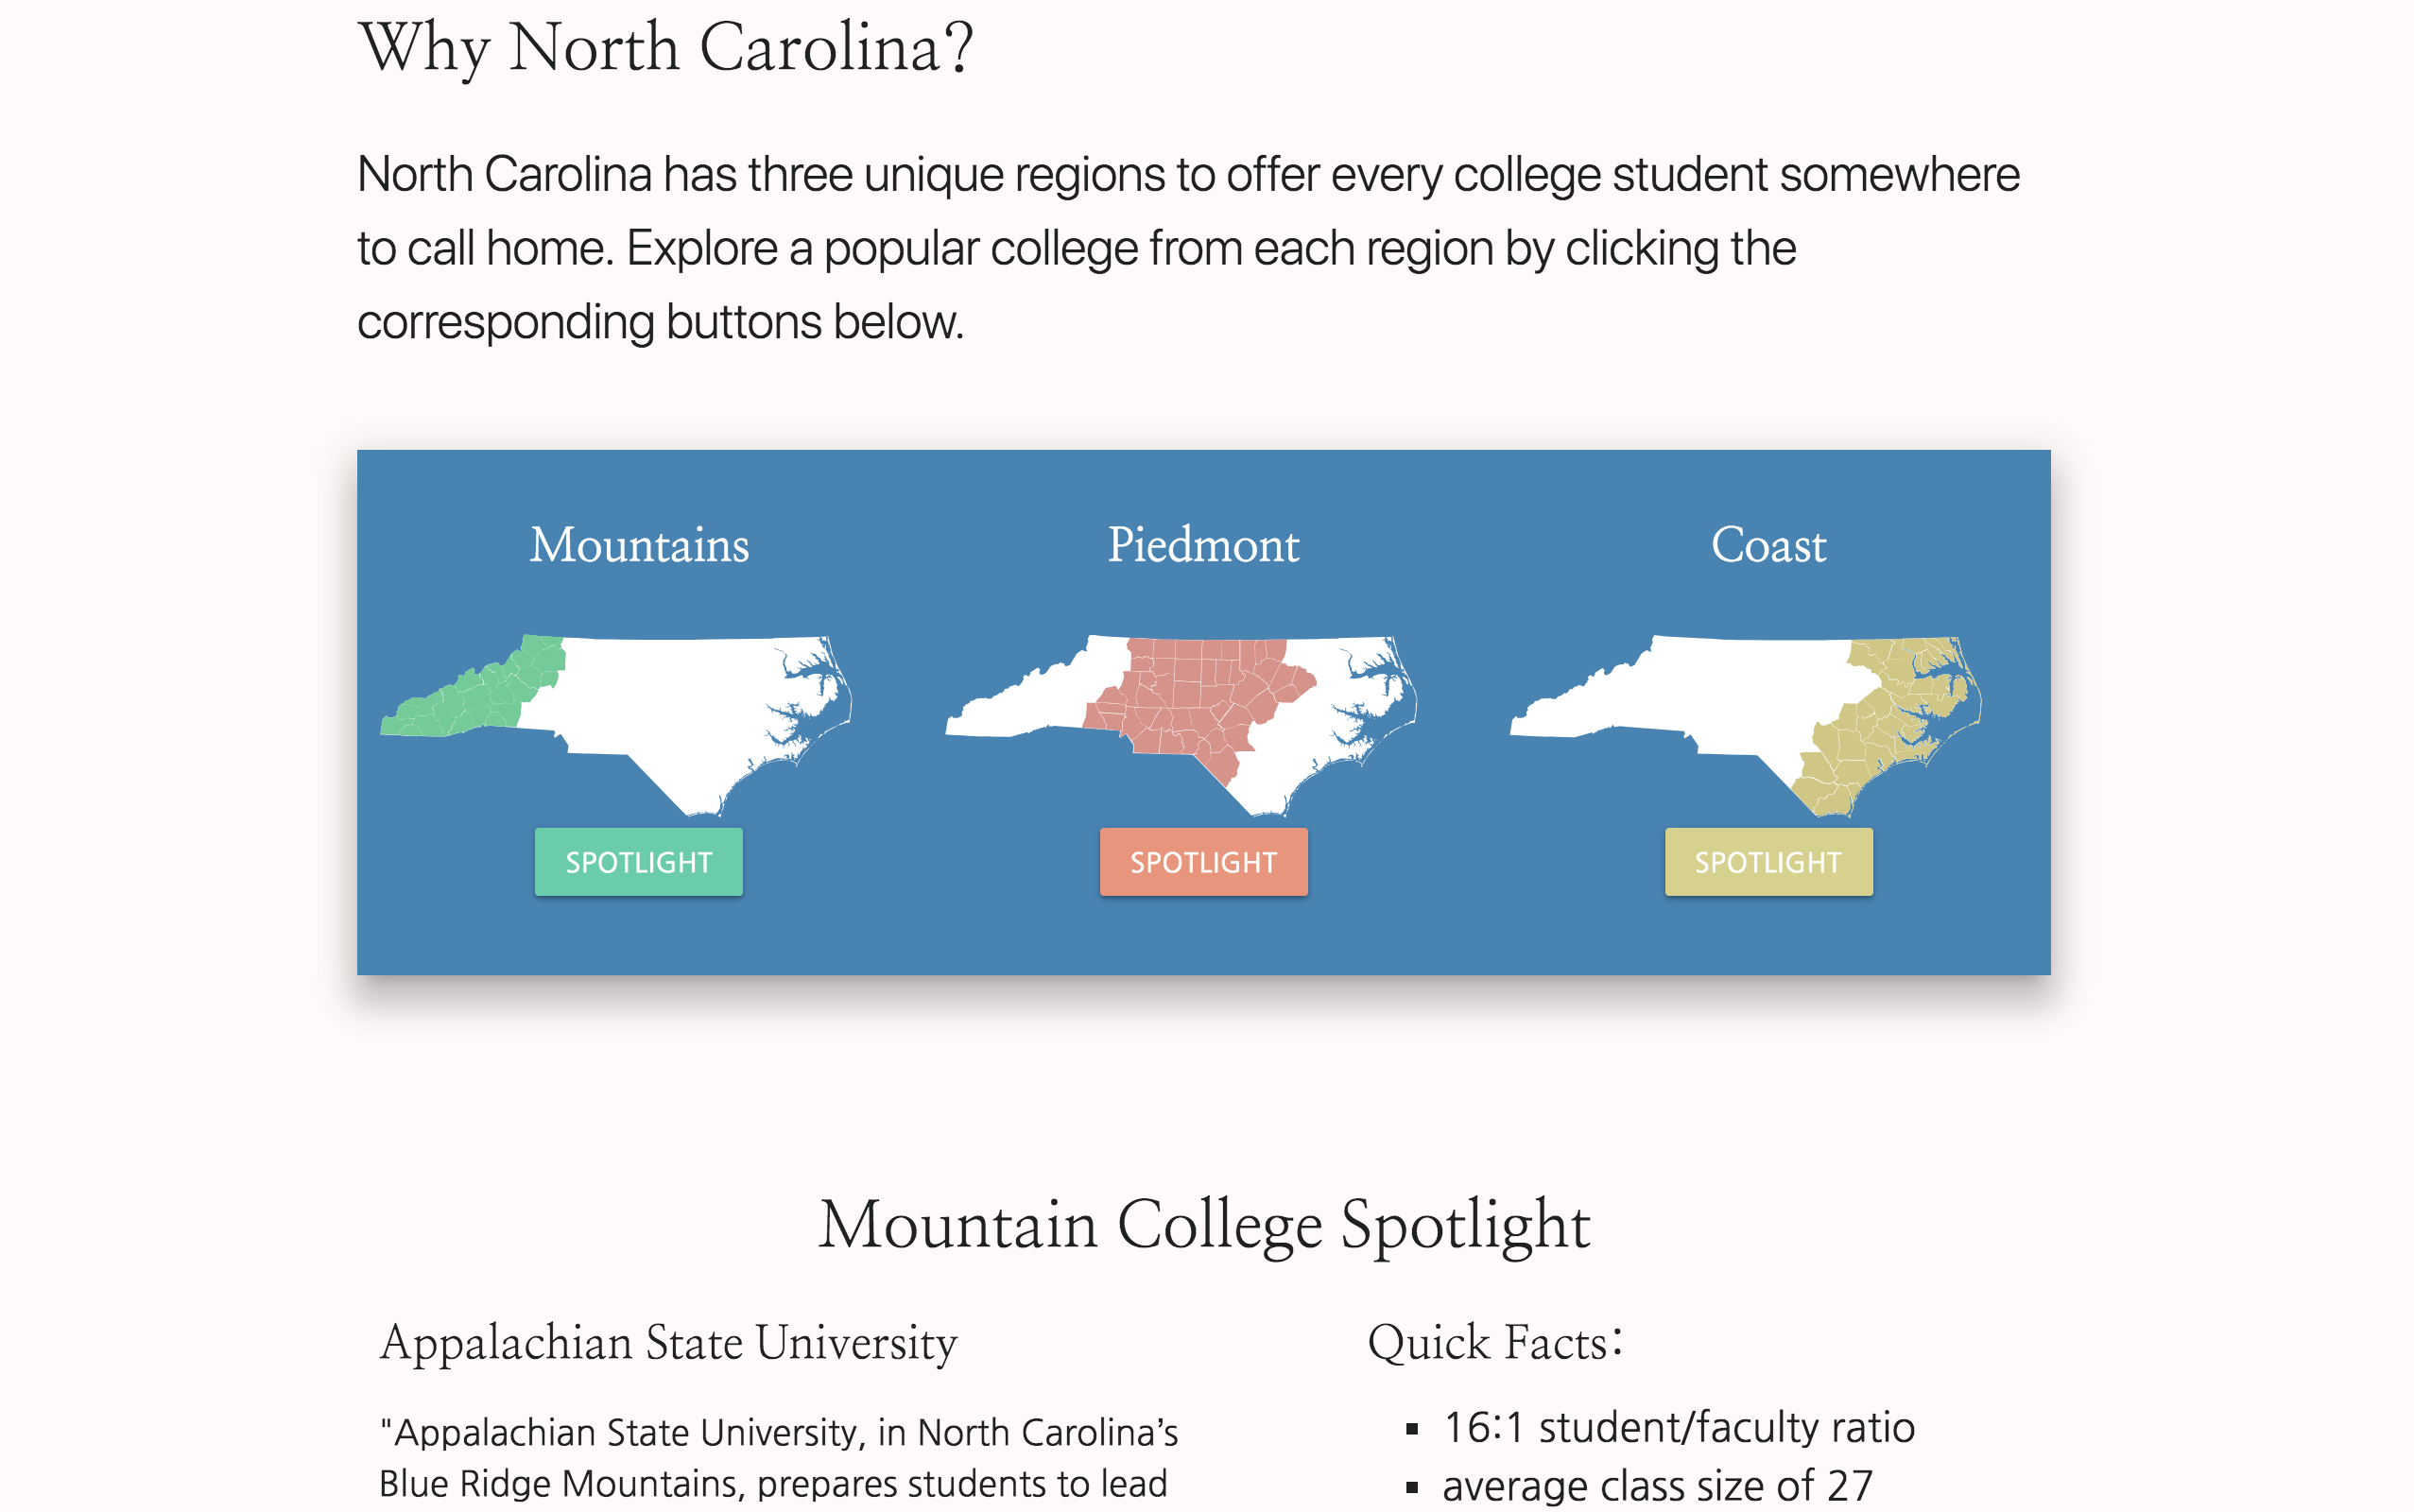 Why North Carolina?
North Carolina has three unique regions to offer every college student somewhere
to call home. Explore a popular college from each region by clicking the
corresponding buttons below.
Mountains
Piedmont
Coast
SPOTLIGHT
SPOTLIGHT
SPOTLIGHT
Mountain College Spotlight
Appalachian State University
"Appalachian State University, in North Carolina’s
Blue Ridge Mountains, prepares students to lead
Quick Facts:
▪ 16:1 student/faculty ratio
▪ average class size of 27